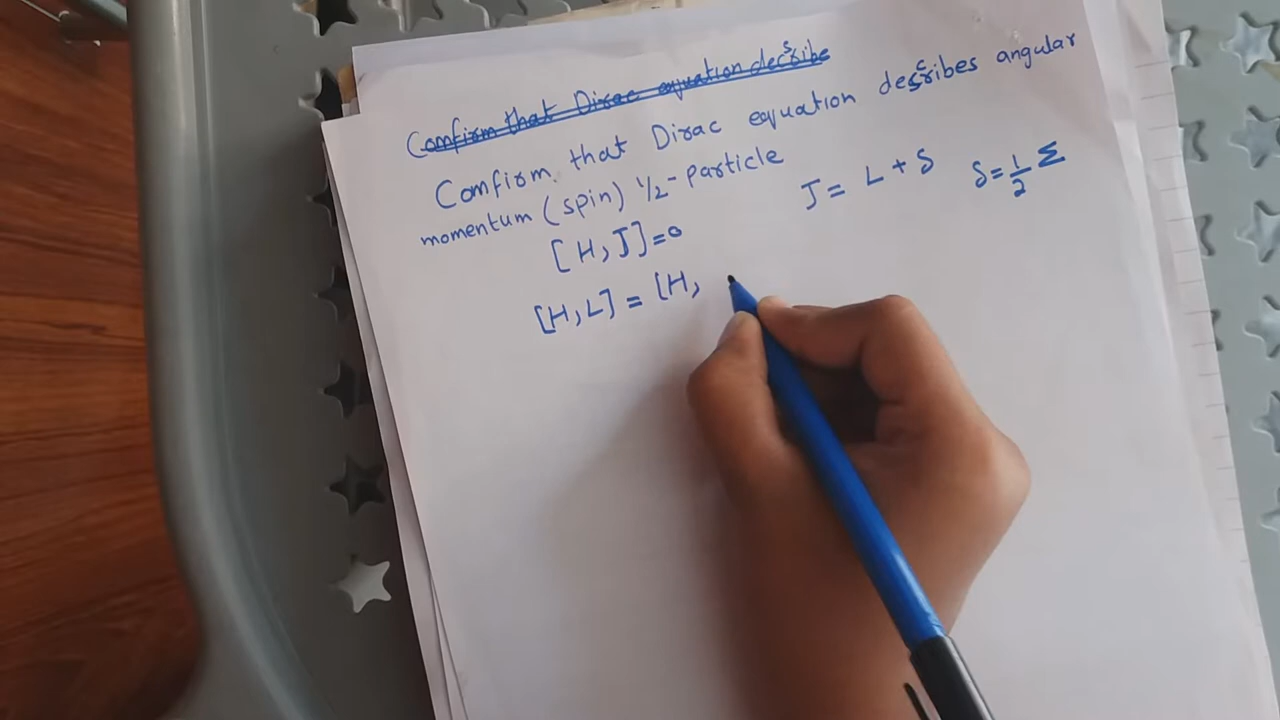 Comfirm that Dirac equation describe
Comfirm that Dirac equation describes angular
momentum (spin) 1/2 - particle
J = L + S S = 1/2 Σ
[H, J] = 0
[H, L] = [H,